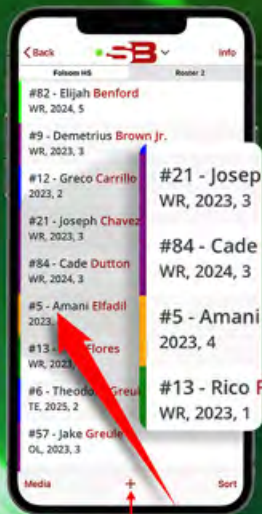 Back
SB
Info
Folsom HS
Roster 2
#82 - Elijah Benford
WR, 2024, 5
#9 - Demetrius Brown Jr.
WR, 2023, 3
#12 - Greco Carrillo
2023, 2
#21 - Joseph Chavez
WR, 2023, 3
#84 - Cade Dutton
WR, 2024, 3
#5 - Amani Elfadil
2023,
#13 - Flores
WR, 202
#6 - Theodo Greul
TE, 2025, 2
#57 - Jake Greule
OL, 2023, 3
Media
+
Sort
#21 - Josep
WR, 2023, 3
#84 - Cade
WR, 2024, 3
#5 - Amani
2023, 4
#13 - Rico F
WR, 2023, 1